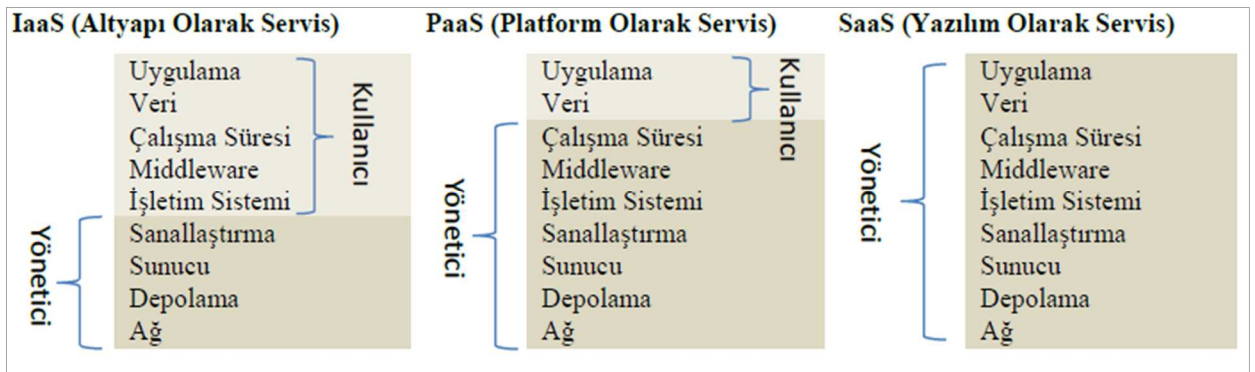 IaaS (Altyapı Olarak Servis)
Uygulama
Veri
Çalışma Süresi
Middleware
İşletim Sistemi
Sanallaştırma
Sunucu
Depolama
Ağ
Kullanıcı
Yönetici
PaaS (Platform Olarak Servis)
Uygulama
Veri
Çalışma Süresi
Middleware
İşletim Sistemi
Sanallaştırma
Sunucu
Depolama
Ağ
Kullanıcı
Yönetici
SaaS (Yazılım Olarak Servis)
Uygulama
Veri
Çalışma Süresi
Middleware
İşletim Sistemi
Sanallaştırma
Sunucu
Depolama
Ağ
Yönetici